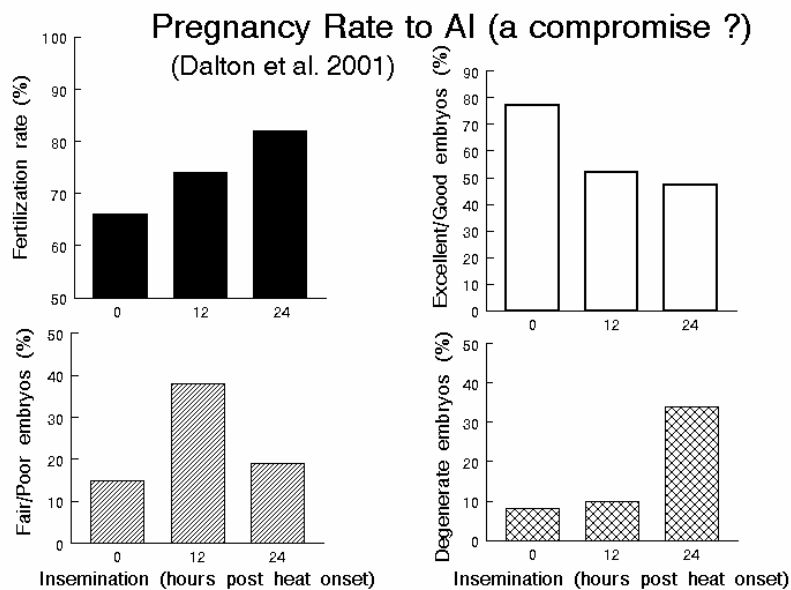 Pregnancy Rate to AI (a compromise ?)
(Dalton et al. 2001)
Fertilization rate (%)
100
90
80
70
60
50
0 12 24
Excellent/Good embryos (%)
90
80
70
60
50
40
30
20
10
0
0 12 24
Fair/Poor embryos (%)
50
40
30
20
10
0
0 12 24
Insemination (hours post heat onset)
Degenerate embryos (%)
50
40
30
20
10
0
0 12 24
Insemination (hours post heat onset)